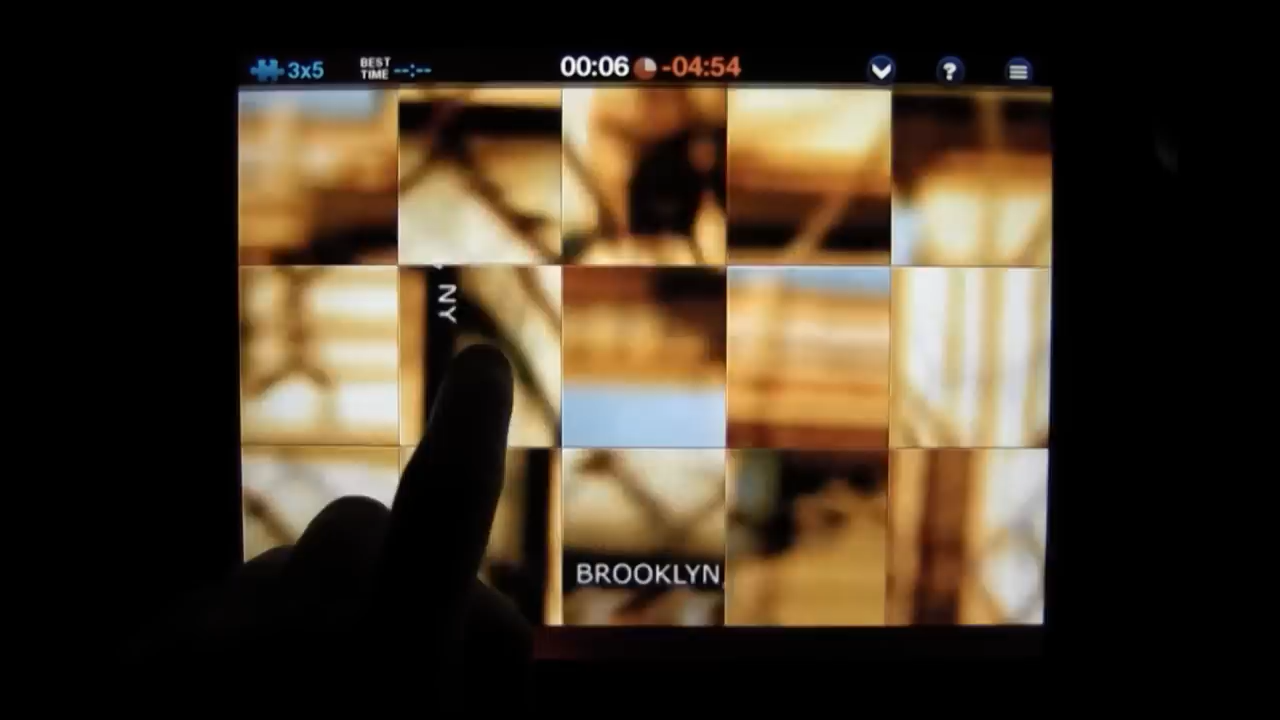 3x5
BEST
TIME --:--
00:06
-04:54
?
NY
BROOKLYN,